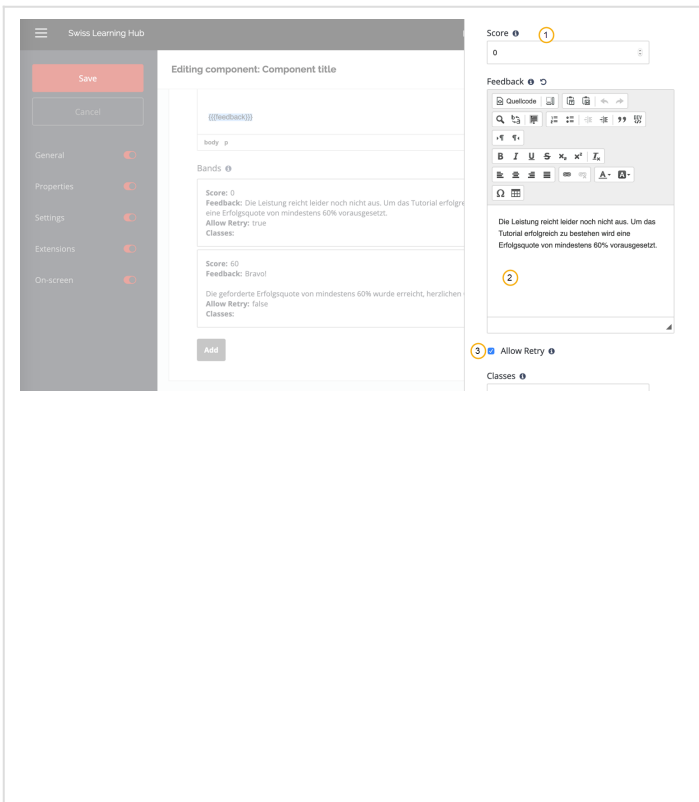 Swiss Learning Hub
Save
Cancel
General
Properties
Settings
Extensions
On-screen
Editing component: Component title
{{{feedback}}}
body p
Bands
Score: 0
Feedback: Die Leistung reicht leider noch nicht aus. Um das Tutorial erfolgre
eine Erfolgsquote von mindestens 60% vorausgesetzt.
Allow Retry: true
Classes:
Score: 60
Feedback: Bravo!
Die geforderte Erfolgsquote von mindestens 60% wurde erreicht, herzlichen
Allow Retry: false
Classes:
Add
Score 1
0
Feedback
Quellcode
Die Leistung reicht leider noch nicht aus. Um das
Tutorial erfolgreich zu bestehen wird eine
Erfolgsquote von mindestens 60% vorausgesetzt.
2
3 Allow Retry
Classes